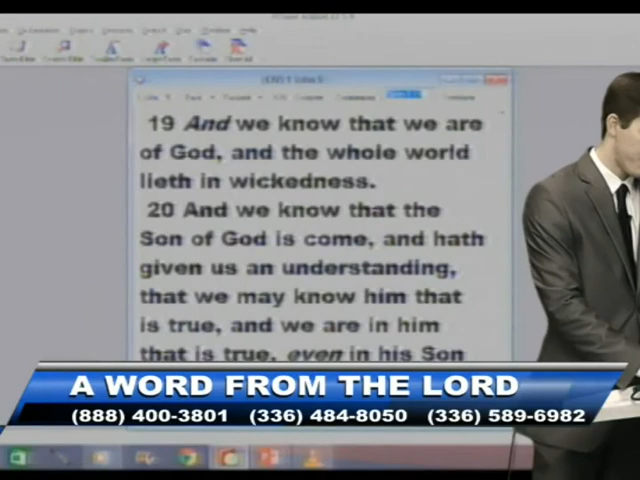 19 And we know that we are
of God, and the whole world
lieth in wickedness.
20 And we know that the
Son of God is come, and hath
given us an understanding,
that we may know him that
is true, and we are in him
that is true, even in his Son
A WORD FROM THE LORD
(888) 400-3801 (336) 484-8050 (336) 589-6982